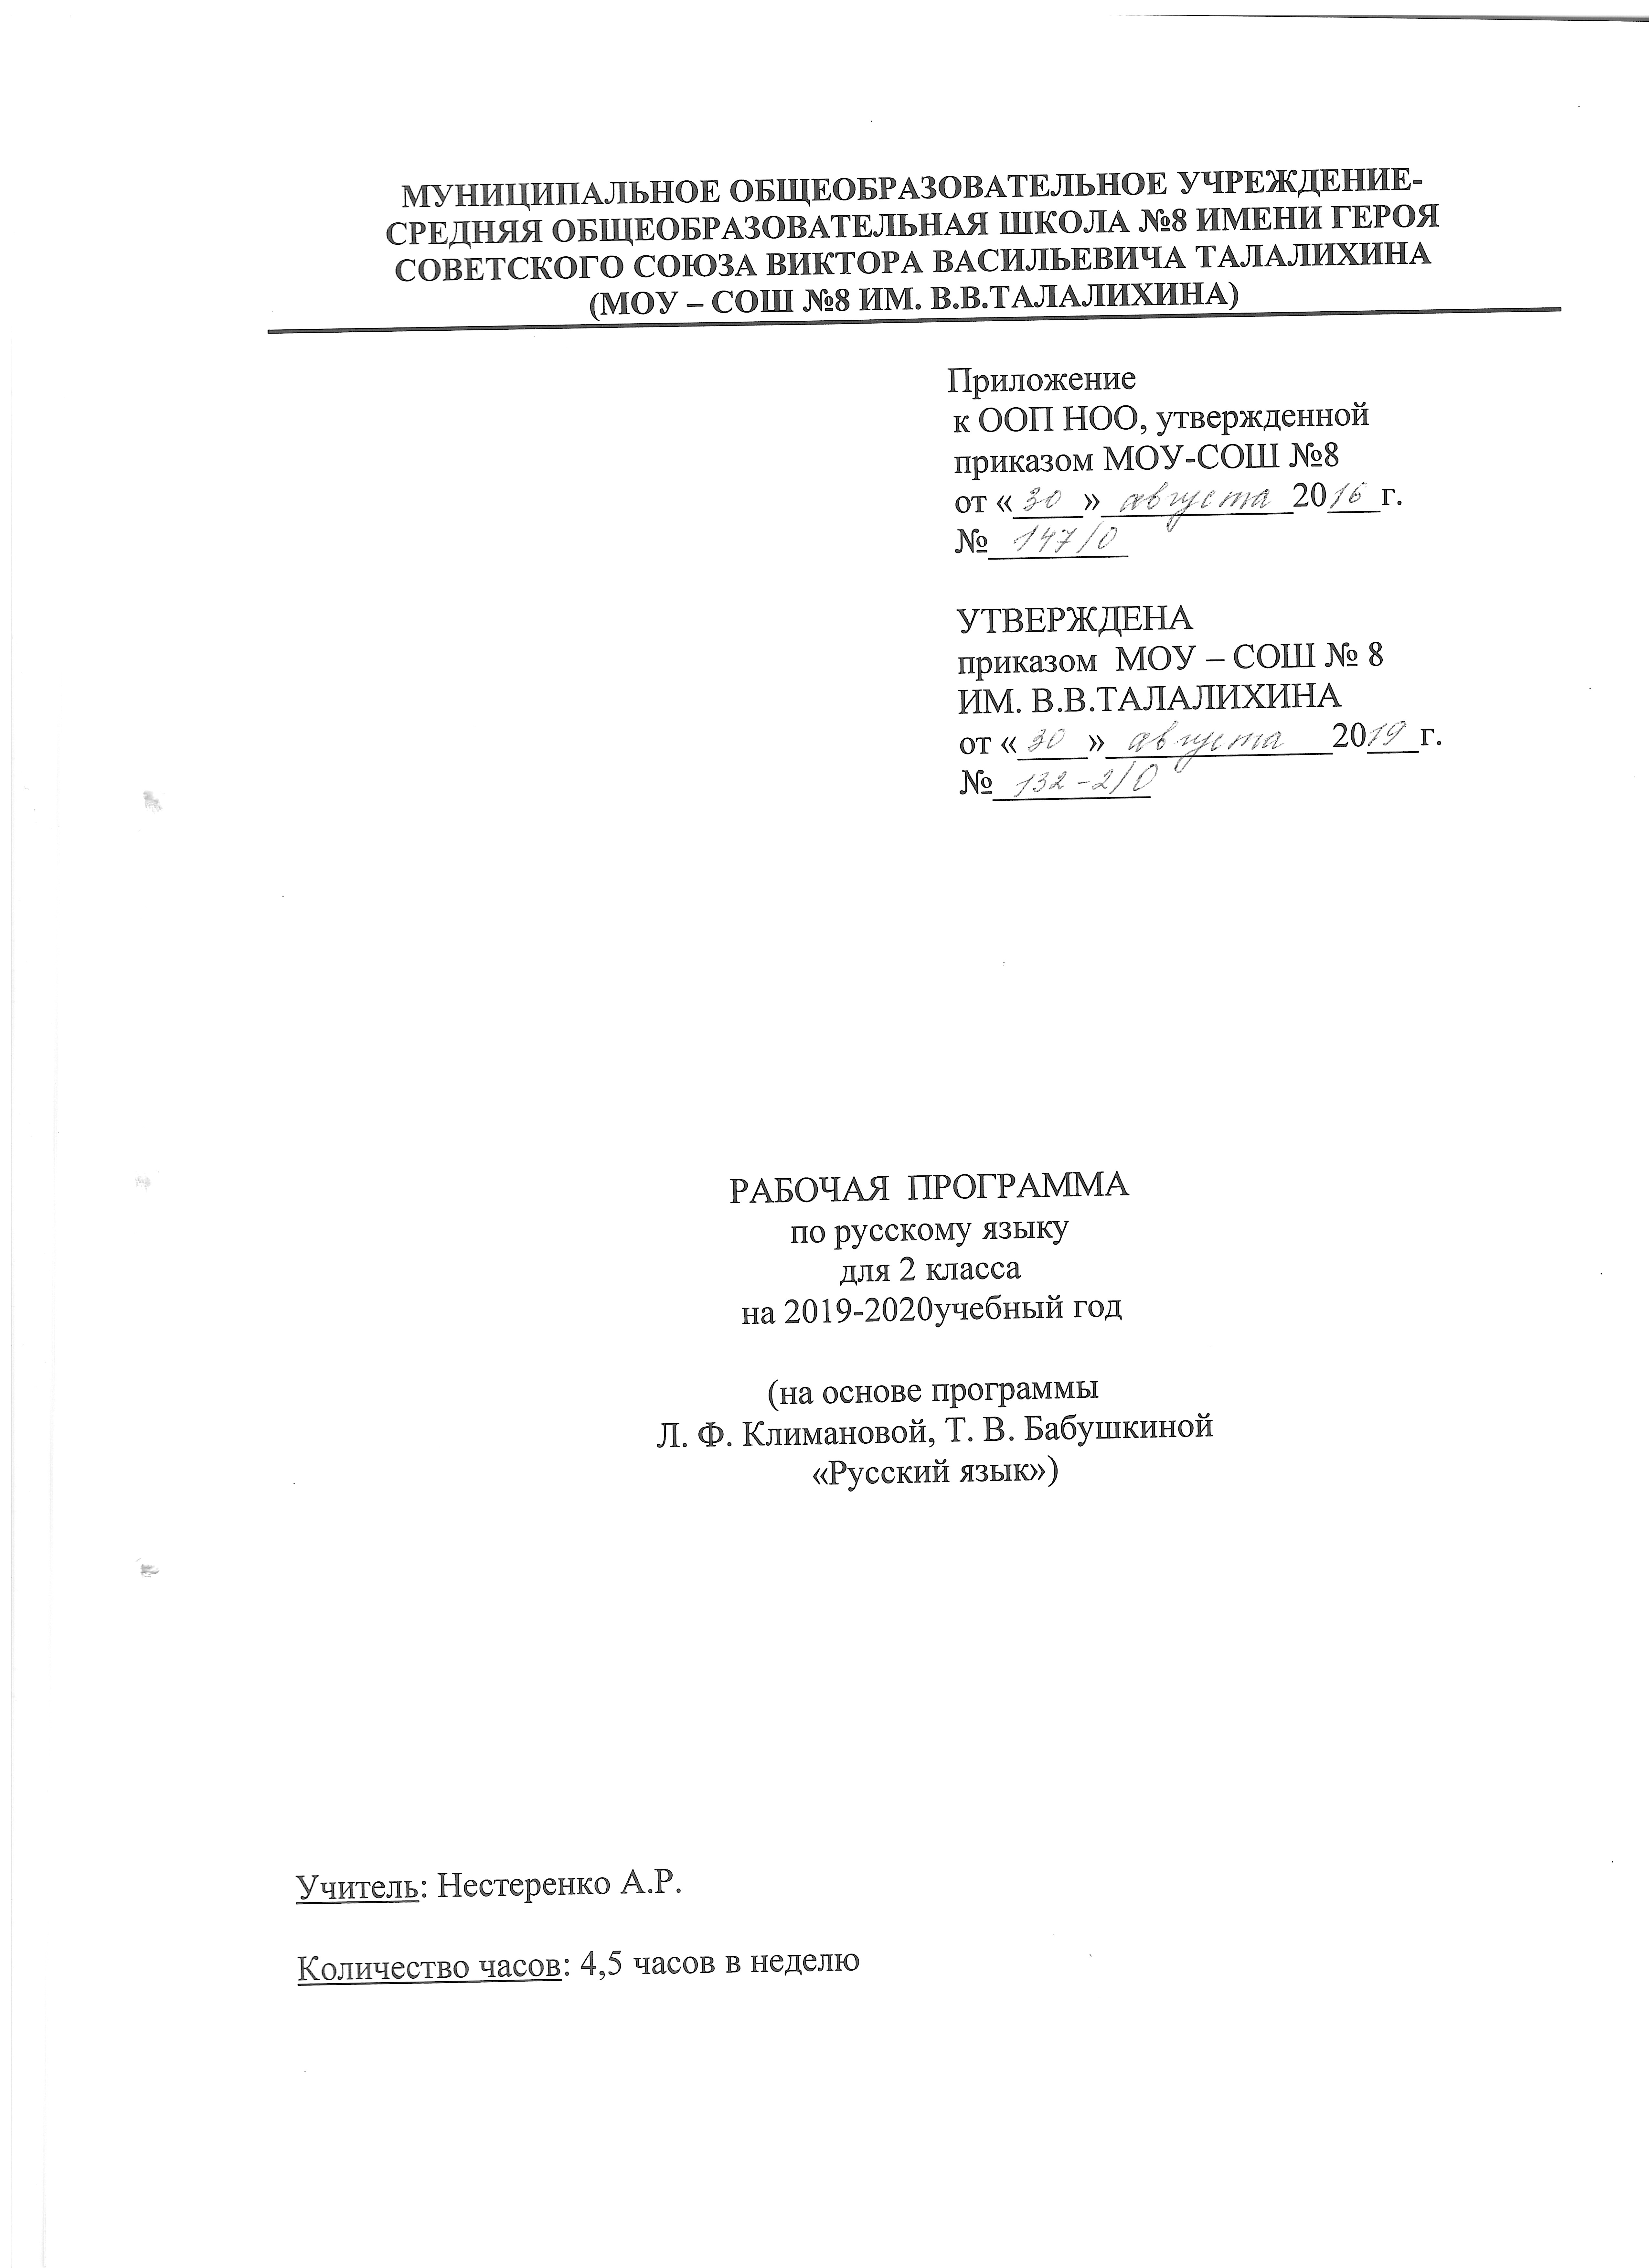 МУНИЦИПАЛЬНОЕ ОБЩЕОБРАЗОВАТЕЛЬНОЕ УЧРЕЖДЕНИЕ-
СРЕДНЯЯ ОБЩЕОБРАЗОВАТЕЛЬНАЯ ШКОЛА №8 ИМЕНИ ГЕРОЯ
СОВЕТСКОГО СОЮЗА ВИКТОРА ВАСИЛЬЕВИЧА ТАЛАЛИХИНА
(МОУ – СОШ №8 ИМ. В.В.ТАЛАЛИХИНА)
Приложение
к ООП НОО, утвержденной
приказом МОУ-СОШ №8
от «30» августа 2016 г.
№ 147/О
УТВЕРЖДЕНА
приказом МОУ – СОШ № 8
ИМ. В.В.ТАЛАЛИХИНА
от «30» августа 2019 г.
№ 132-2/О
РАБОЧАЯ ПРОГРАММА
по русскому языку
для 2 класса
на 2019-2020учебный год
(на основе программы
Л. Ф. Климановой, Т. В. Бабушкиной
«Русский язык»)
Учитель: Нестеренко А.Р.
Количество часов: 4,5 часов в неделю